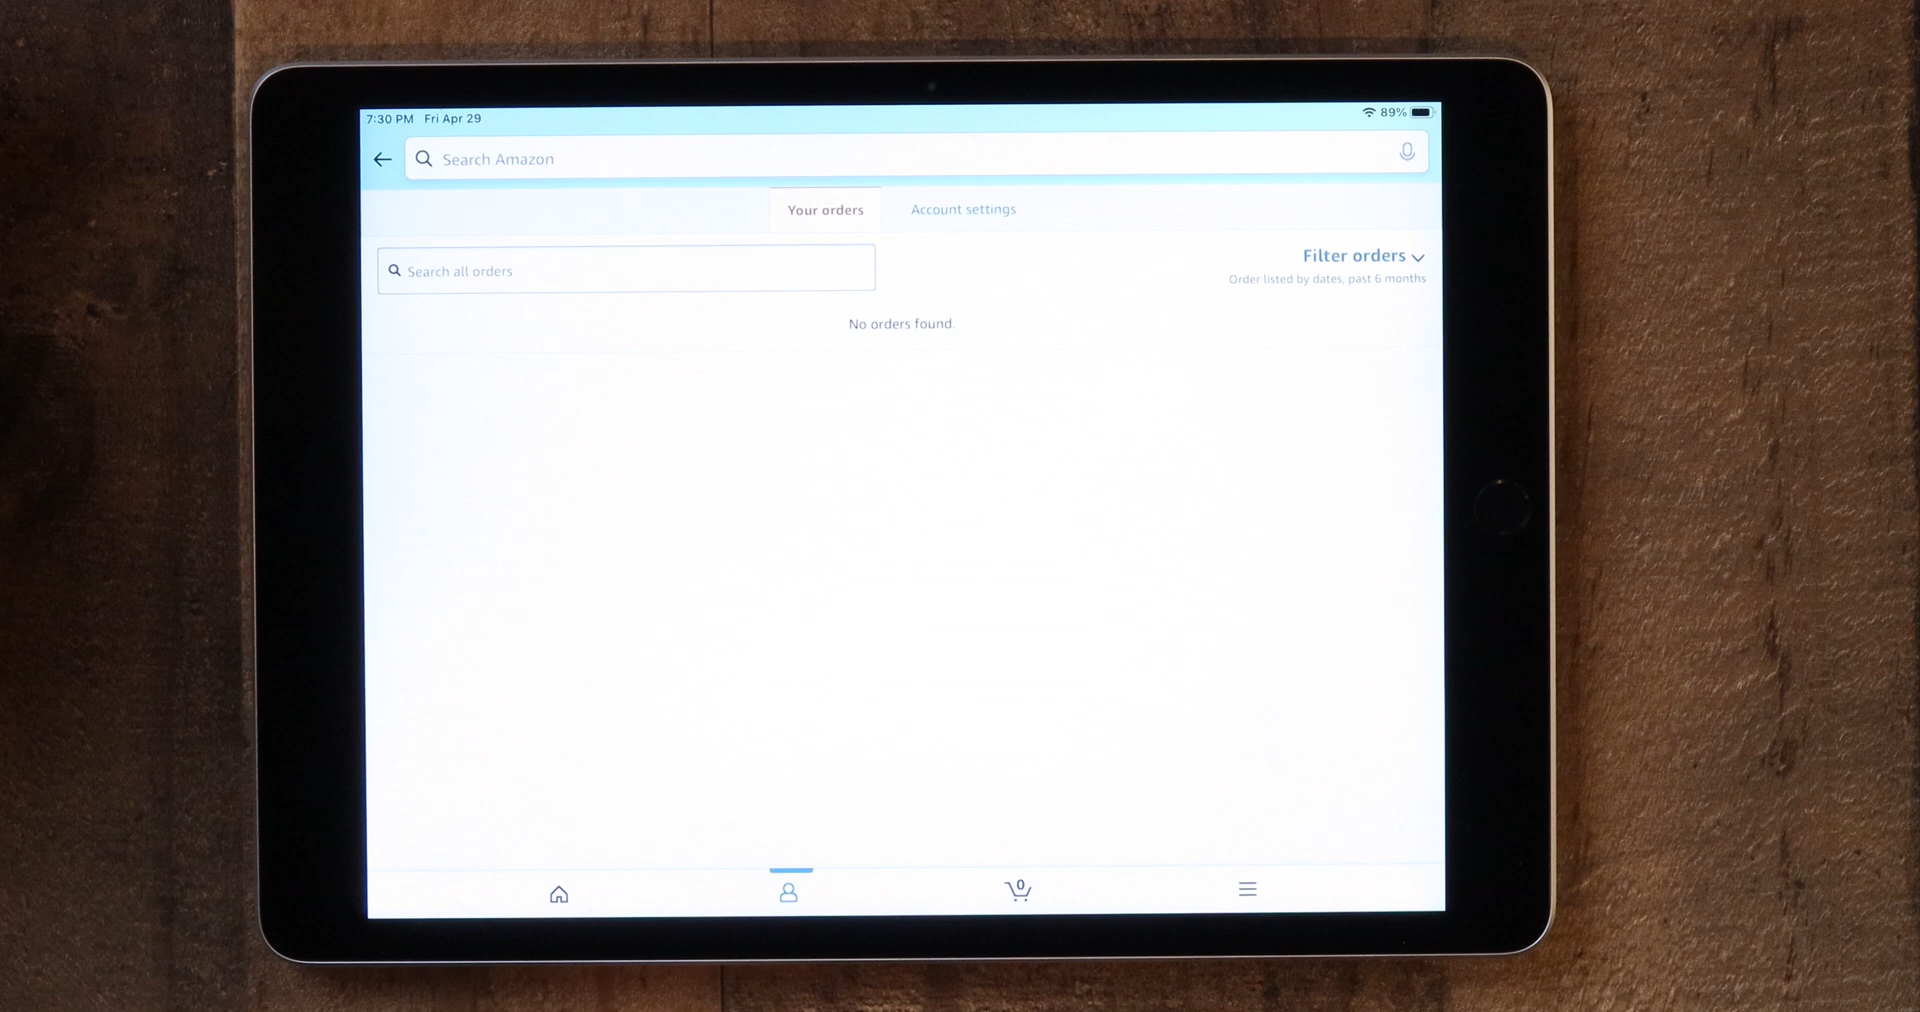 7:30 PM Fri Apr 29 89%
Search Amazon
Your orders Account settings
Search all orders
Filter orders
Order listed by dates, past 6 months
No orders found.
0